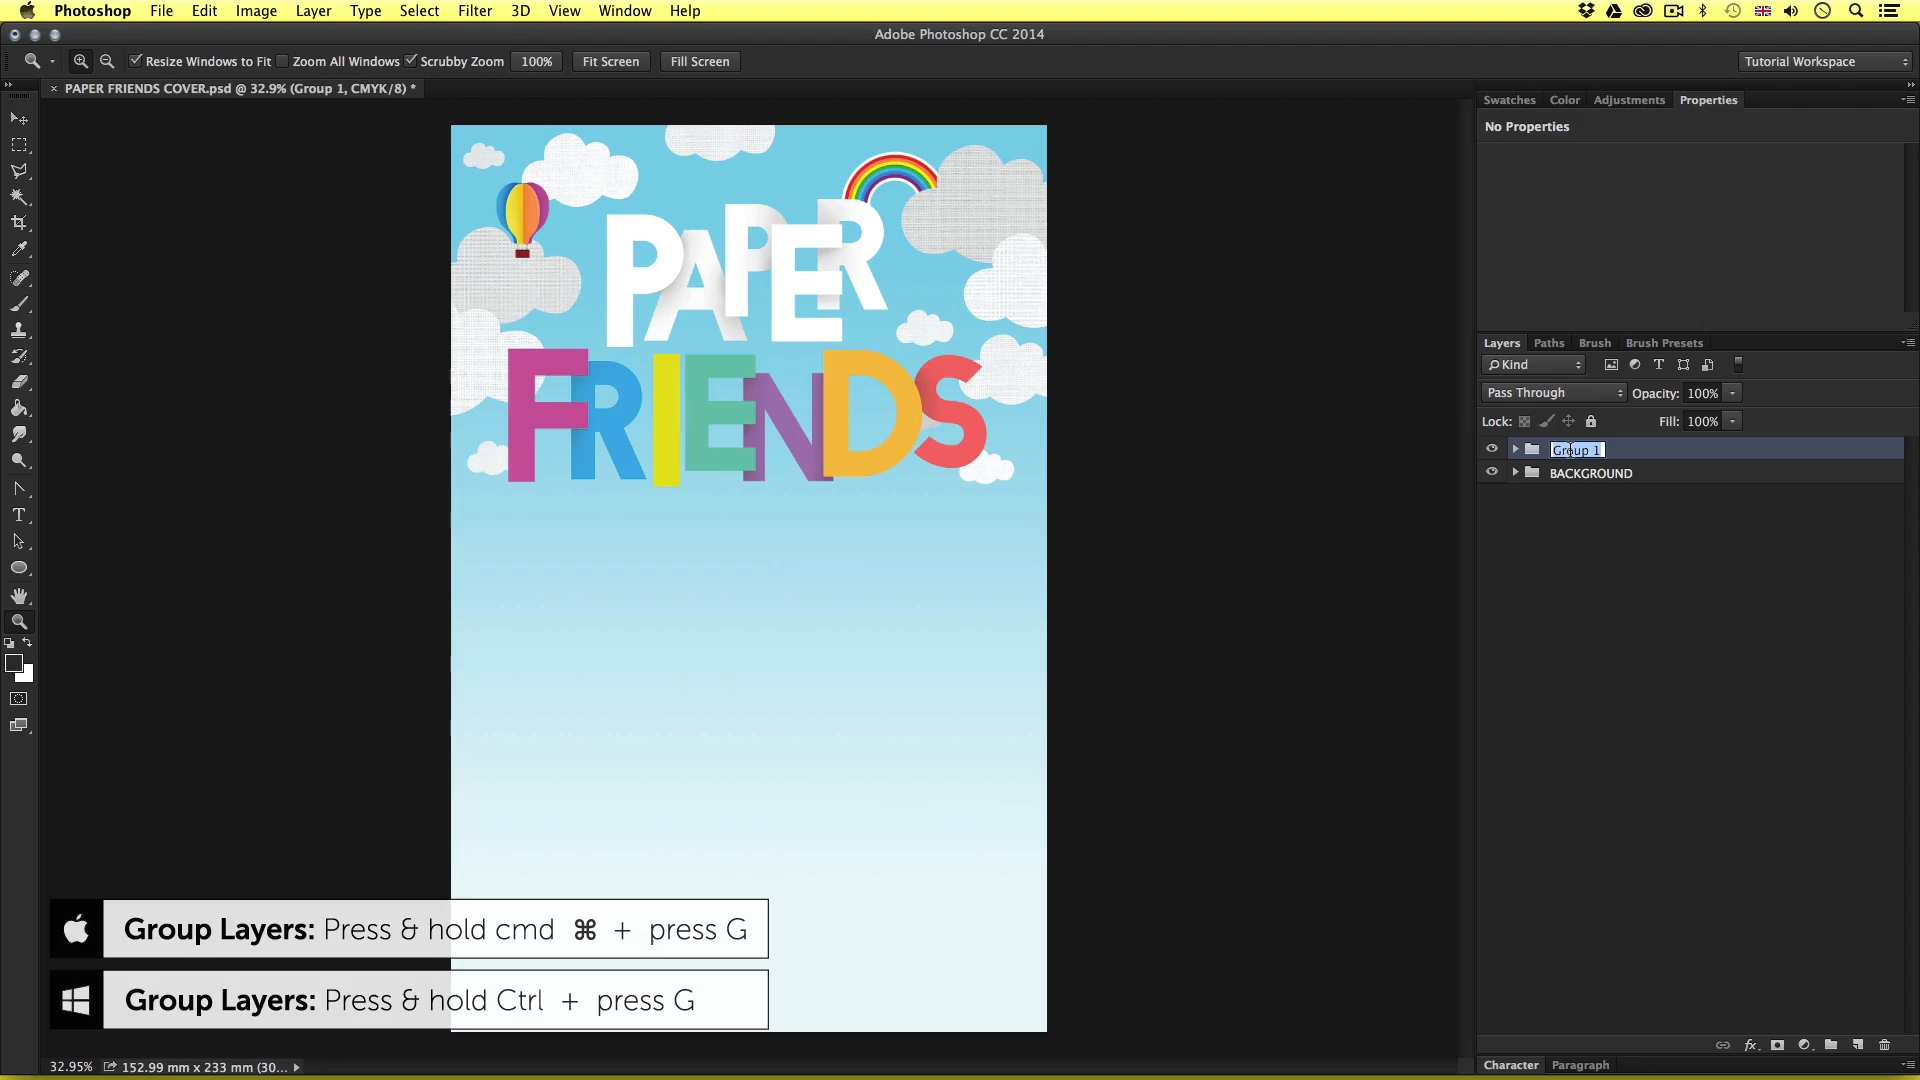 Photoshop File Edit Image Layer Type Select Filter 3D View Window Help
Adobe Photoshop CC 2014
Resize Windows to Fit Zoom All Windows Scrubby Zoom 100% Fit Screen Fill Screen Tutorial Workspace
× PAPER FRIENDS COVER.psd @ 32.9% (Group 1, CMYK/8) *
Swatches Color Adjustments Properties
No Properties
PAPER
FRIENDS
Layers Paths Brush Brush Presets
Kind
Pass Through Opacity: 100%
Lock: Fill: 100%
Group 1
BACKGROUND
Group Layers: Press & hold cmd ⌘ + press G
Group Layers: Press & hold Ctrl + press G
32.95% 152.99 mm x 233 mm (30...
Character Paragraph